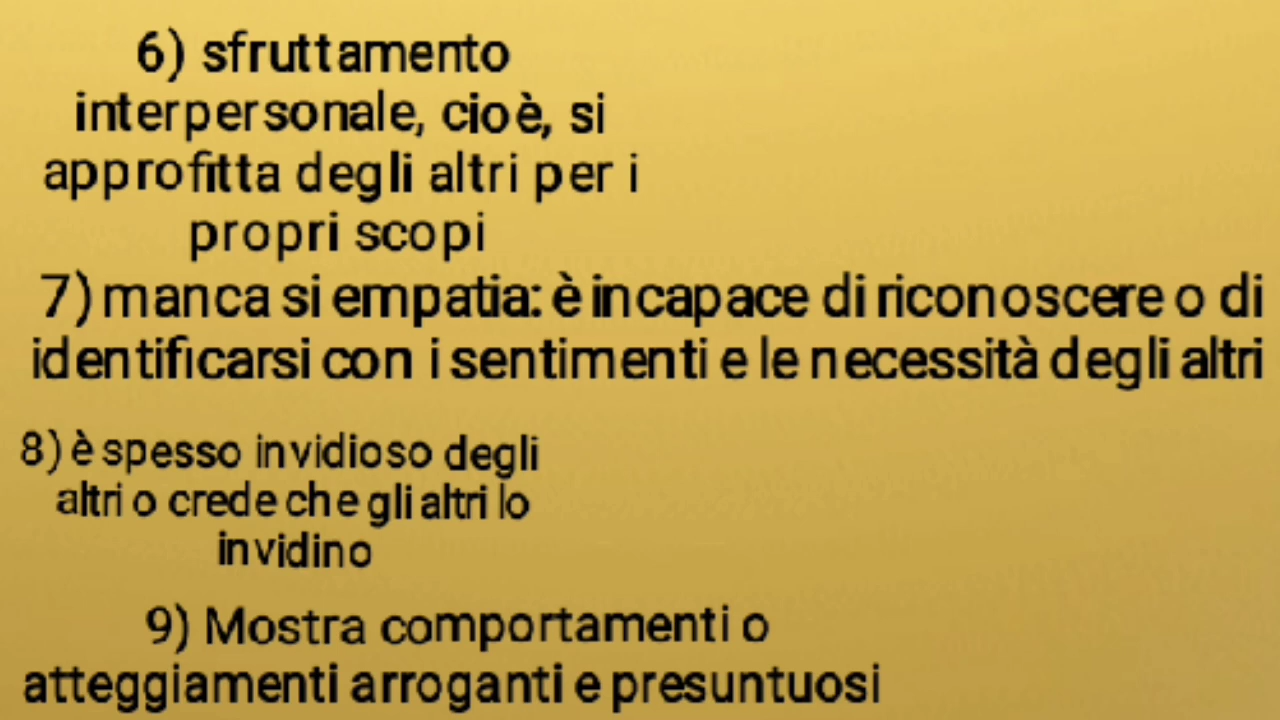 6) sfruttamento
interpersonale, cioè, si
approfitta degli altri per i
propri scopi
7) manca si empatia: è incapace di riconoscere o di
identificarsi con i sentimenti e le necessità degli altri
8) è spesso invidioso degli
altri o crede che gli altri lo
invidino
9) Mostra comportamenti o
atteggiamenti arroganti e presuntuosi